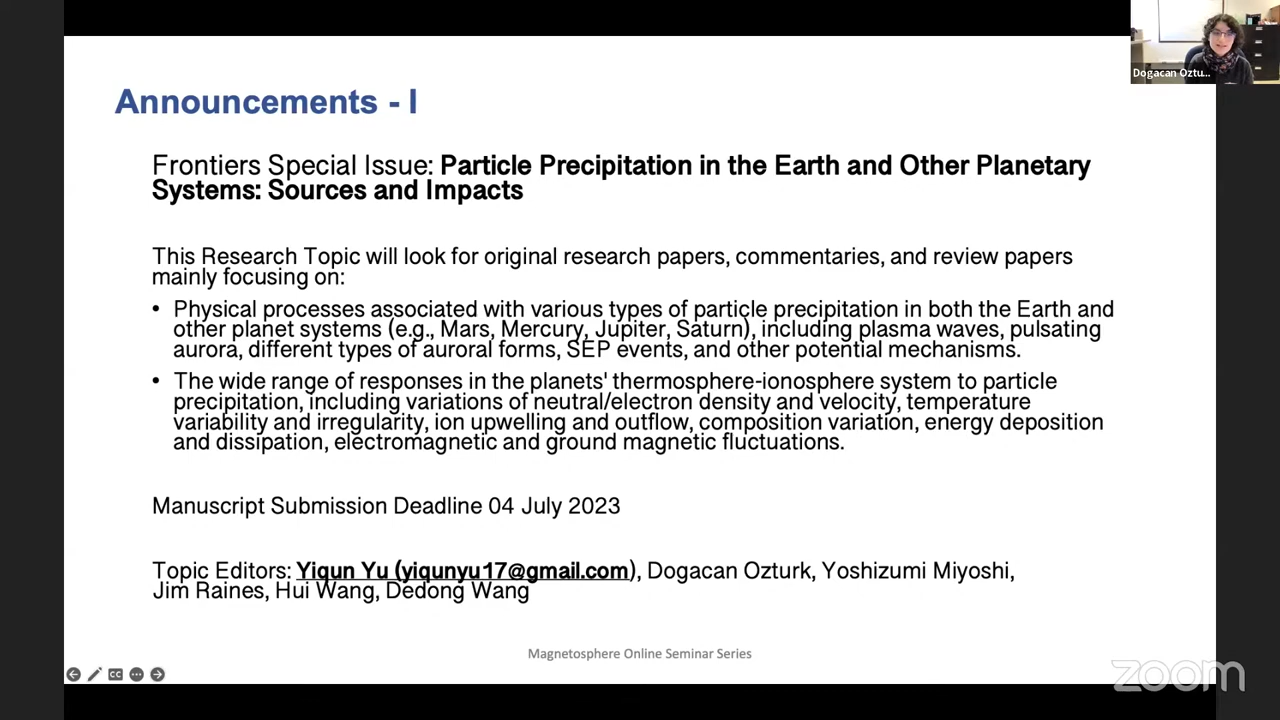 Dogacan Oztu...
Announcements - I
Frontiers Special Issue: Particle Precipitation in the Earth and Other Planetary
Systems: Sources and Impacts
This Research Topic will look for original research papers, commentaries, and review papers
mainly focusing on:
• Physical processes associated with various types of particle precipitation in both the Earth and
other planet systems (e.g., Mars, Mercury, Jupiter, Saturn), including plasma waves, pulsating
aurora, different types of auroral forms, SEP events, and other potential mechanisms.
• The wide range of responses in the planets' thermosphere-ionosphere system to particle
precipitation, including variations of neutral/electron density and velocity, temperature
variability and irregularity, ion upwelling and outflow, composition variation, energy deposition
and dissipation, electromagnetic and ground magnetic fluctuations.
Manuscript Submission Deadline 04 July 2023
Topic Editors: Yiqun Yu (yiqunyu17@gmail.com), Dogacan Ozturk, Yoshizumi Miyoshi,
Jim Raines, Hui Wang, Dedong Wang
Magnetosphere Online Seminar Series
CC
zoom